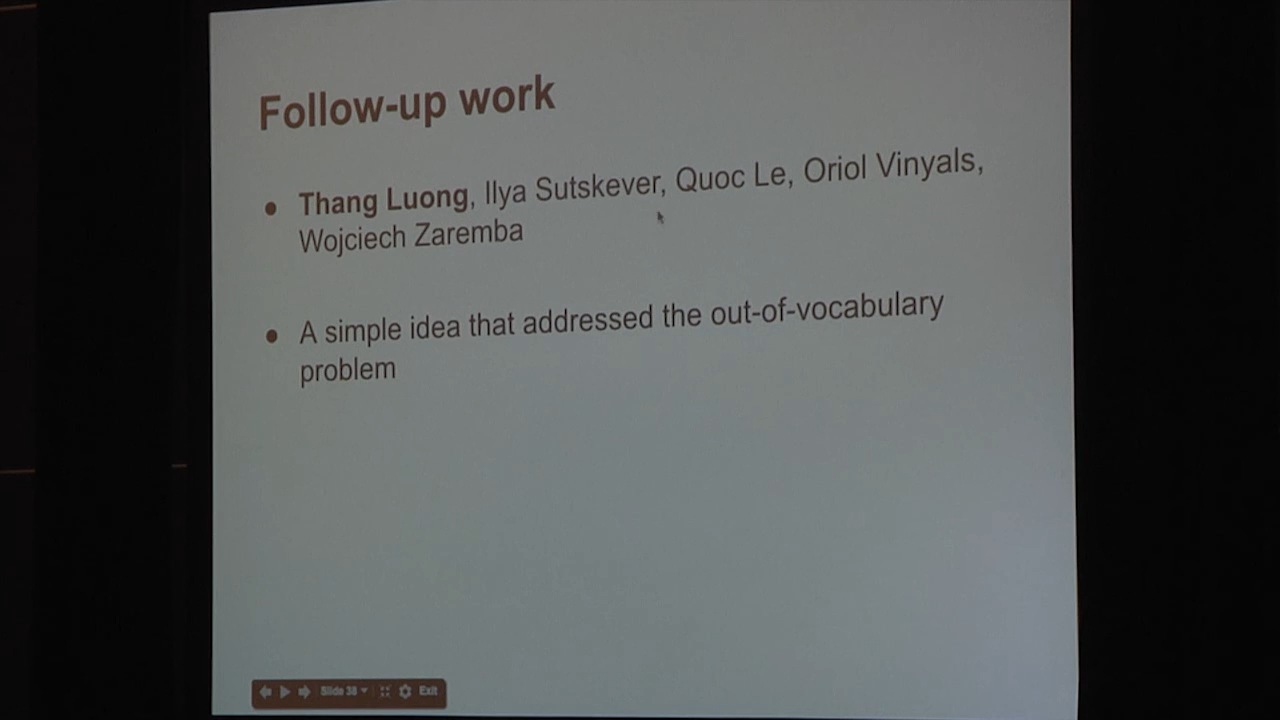 Follow-up work
● Thang Luong, Ilya Sutskever, Quoc Le, Oriol Vinyals,
Wojciech Zaremba
● A simple idea that addressed the out-of-vocabulary
problem
Slide 38 Exit